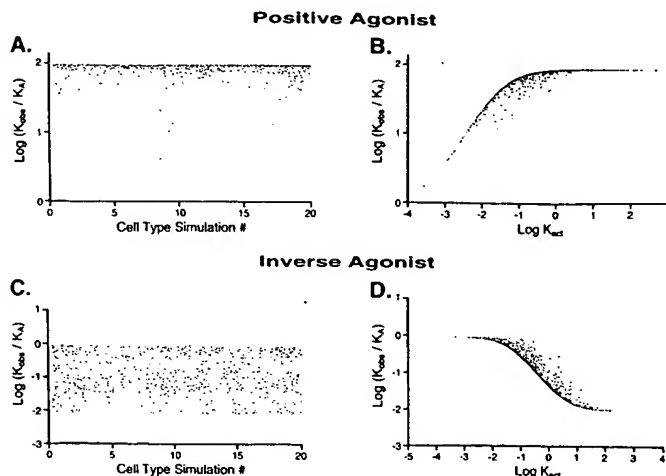 Positive Agonist
A.
Log (Kobs / KA)
2
1
0
0 5 10 15 20
Cell Type Simulation #
B.
Log (Kobs / KA)
2
1
0
-4 -3 -2 -1 0 1 2
Log Kact
Inverse Agonist
C.
Log (Kobs / KA)
1
0
-1
-2
-3
0 5 10 15 20
Cell Type Simulation #
D.
Log (Kobs / KA)
1
0
-1
-2
-3
-5 -4 -3 -2 -1 0 1 2 3 4
Log Kact